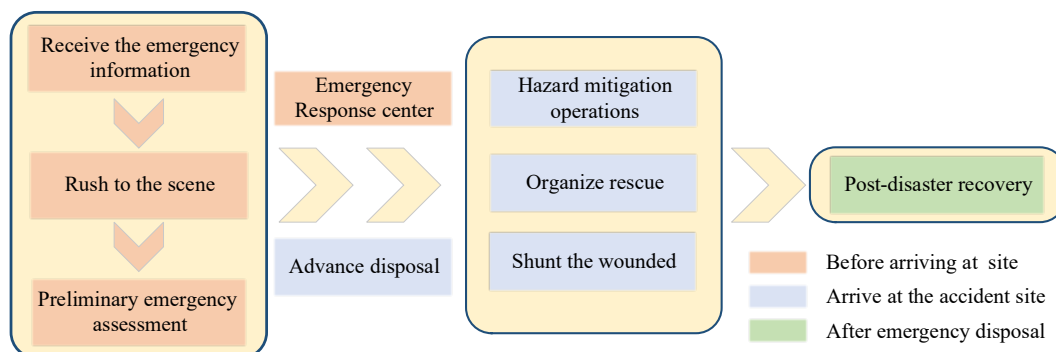 Receive the emergency
information
Rush to the scene
Preliminary emergency
assessment
Emergency
Response center
Advance disposal
Hazard mitigation
operations
Organize rescue
Shunt the wounded
Post-disaster recovery
Before arriving at site
Arrive at the accident site
After emergency disposal